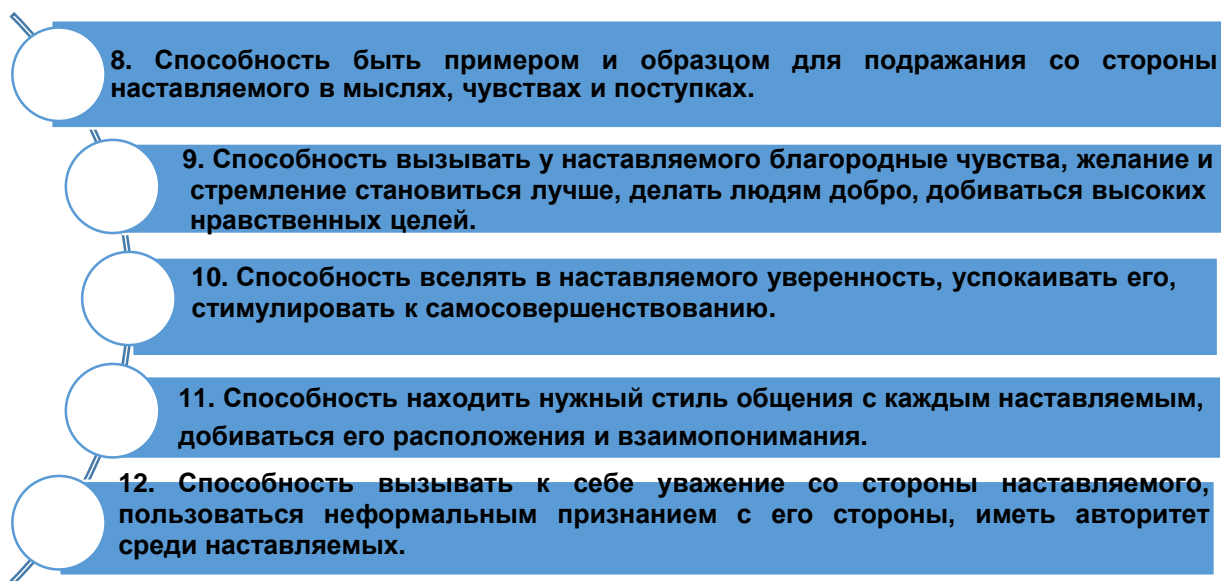 8. Способность быть примером и образцом для подражания со стороны
наставляемого в мыслях, чувствах и поступках.
9. Способность вызывать у наставляемого благородные чувства, желание и
стремление становиться лучше, делать людям добро, добиваться высоких
нравственных целей.
10. Способность вселять в наставляемого уверенность, успокаивать его,
стимулировать к самосовершенствованию.
11. Способность находить нужный стиль общения с каждым наставляемым,
добиваться его расположения и взаимопонимания.
12. Способность вызывать к себе уважение со стороны наставляемого,
пользоваться неформальным признанием с его стороны, иметь авторитет
среди наставляемых.